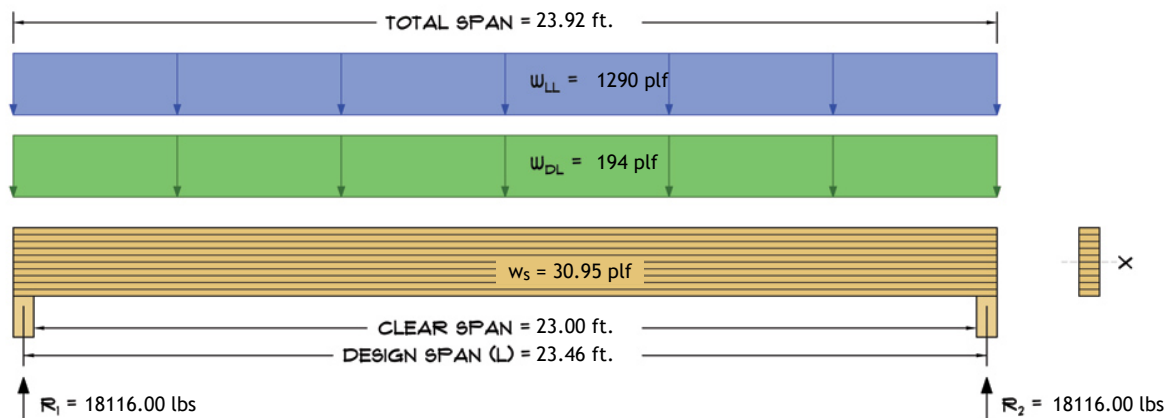 TOTAL SPAN = 23.92 ft.
wLL = 1290 plf
wDL = 194 plf
ws = 30.95 plf
X
CLEAR SPAN = 23.00 ft.
DESIGN SPAN (L) = 23.46 ft.
R1 = 18116.00 lbs
R2 = 18116.00 lbs